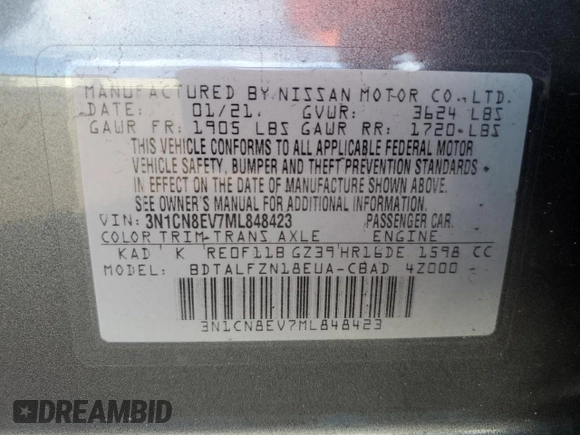 MANUFACTURED BY NISSAN MOTOR CO., LTD.
DATE: 01/21. GVWR: 3624 LBS
GAWR FR: 1905 LBS GAWR RR: 1720 LBS
THIS VEHICLE CONFORMS TO ALL APPLICABLE FEDERAL MOTOR
VEHICLE SAFETY, BUMPER AND THEFT PREVENTION STANDARDS
IN EFFECT ON THE DATE OF MANUFACTURE SHOWN ABOVE.
SEE OWNER'S MANUAL FOR ADDITIONAL INFORMATION.
VIN: 3N1CN8EV7ML848423 PASSENGER CAR.
COLOR TRIM-TRANS AXLE ENGINE
KAD K RE0F11B GZ39 HR16DE 1598 CC
MODEL: BDTALFZN18EUA-CBAD 4Z000 -
3N1CN8EV7ML848423
DREAMBID